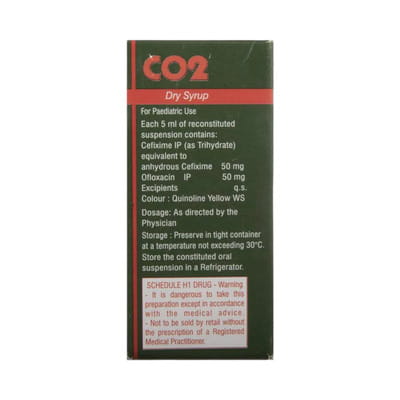 CO2
Dry Syrup
For Paediatric Use
Each 5 ml of reconstituted
suspension contains:
Cefixime IP (as Trihydrate)
equivalent to
anhydrous Cefixime 50 mg
Ofloxacin IP 50 mg
Excipients q.s.
Colour : Quinoline Yellow WS
Dosage: As directed by the
Physician
Storage : Preserve in tight container
at a temperature not exceeding 30°C.
Store the constituted oral
suspension in a Refrigerator.
SCHEDULE H1 DRUG - Warning
- It is dangerous to take this
preparation except in accordance
with the medical advice.
- Not to be sold by retail without
the prescription of a Registered
Medical Practitioner.